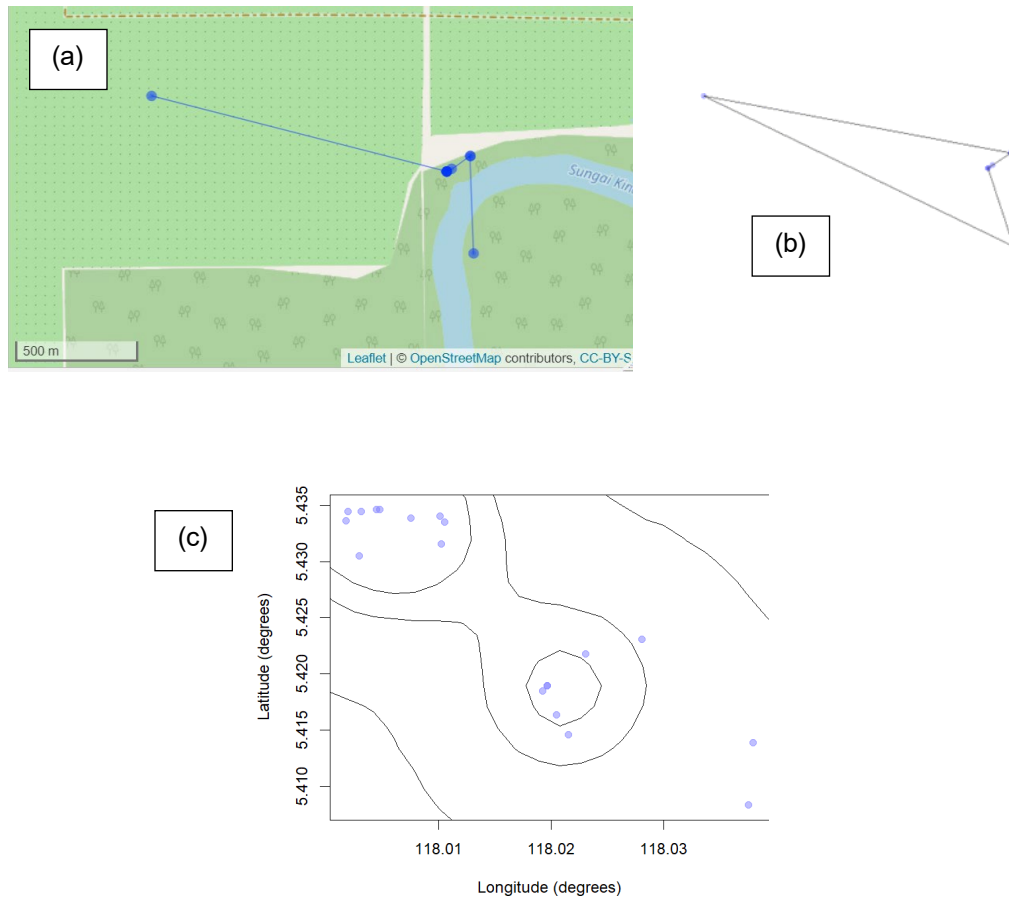 (a)
Sungai Kin
500 m
Leaflet | © OpenStreetMap contributors, CC-BY-S
(b)
(c)
5.435
5.430
5.425
5.420
5.415
5.410
Latitude (degrees)
118.01 118.02 118.03
Longitude (degrees)